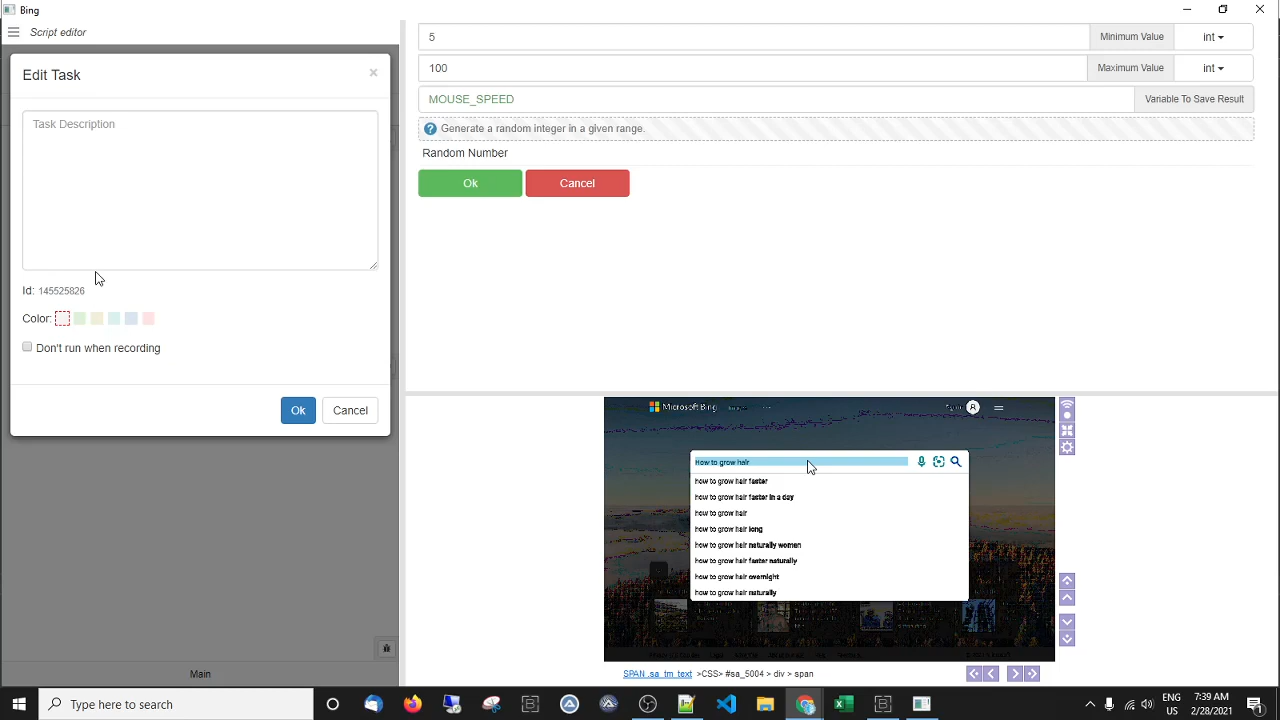 Bing
Script editor
Edit Task
×
Task Description
Id: 145525826
Color:
Don't run when recording
Ok
Cancel
Main
5
Minimum Value
int
100
Maximum Value
int
MOUSE_SPEED
Variable To Save Result
Generate a random integer in a given range.
Random Number
Ok
Cancel
Microsoft Bing
How to grow hair
how to grow hair faster
how to grow hair faster in a day
how to grow hair
how to grow hair long
how to grow hair naturally women
how to grow hair faster naturally
how to grow hair overnight
how to grow hair naturally
SPAN .sa_tm_text >CSS> #sa_5004 > div > span
Type here to search
ENG
US
7:39 AM
2/28/2021